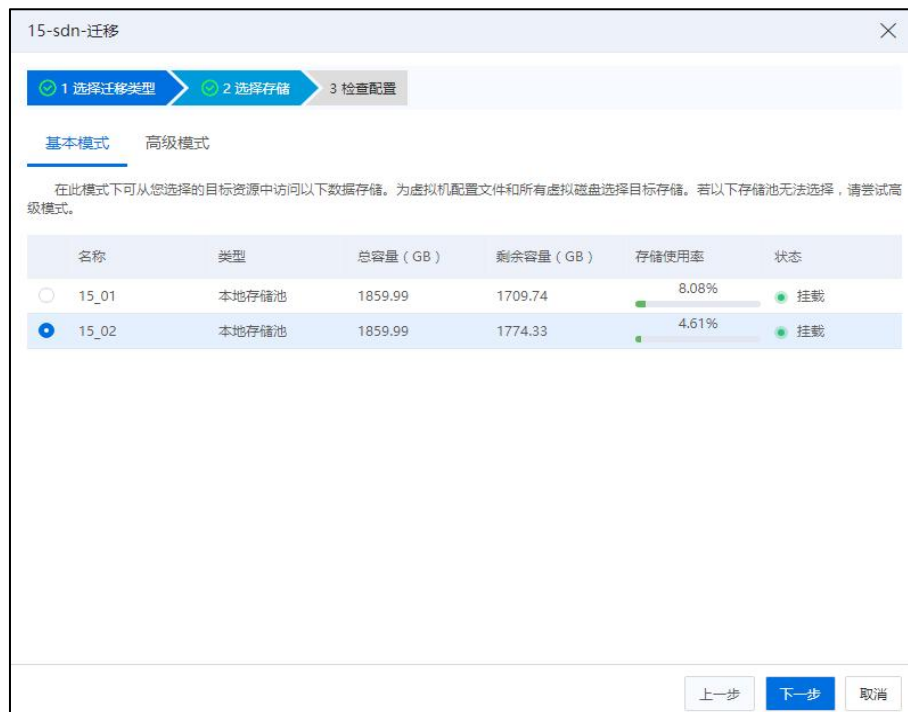 15-sdn-迁移
1 选择迁移类型 2 选择存储 3 检查配置
基本模式 高级模式
在此模式下可从您选择的目标资源中访问以下数据存储。为虚拟机配置文件和所有虚拟磁盘选择目标存储。若以下存储池无法选择，请尝试高
级模式。
名称 类型 总容量（GB） 剩余容量（GB） 存储使用率 状态
15_01 本地存储池 1859.99 1709.74 8.08% 挂载
15_02 本地存储池 1859.99 1774.33 4.61% 挂载
上一步 下一步 取消